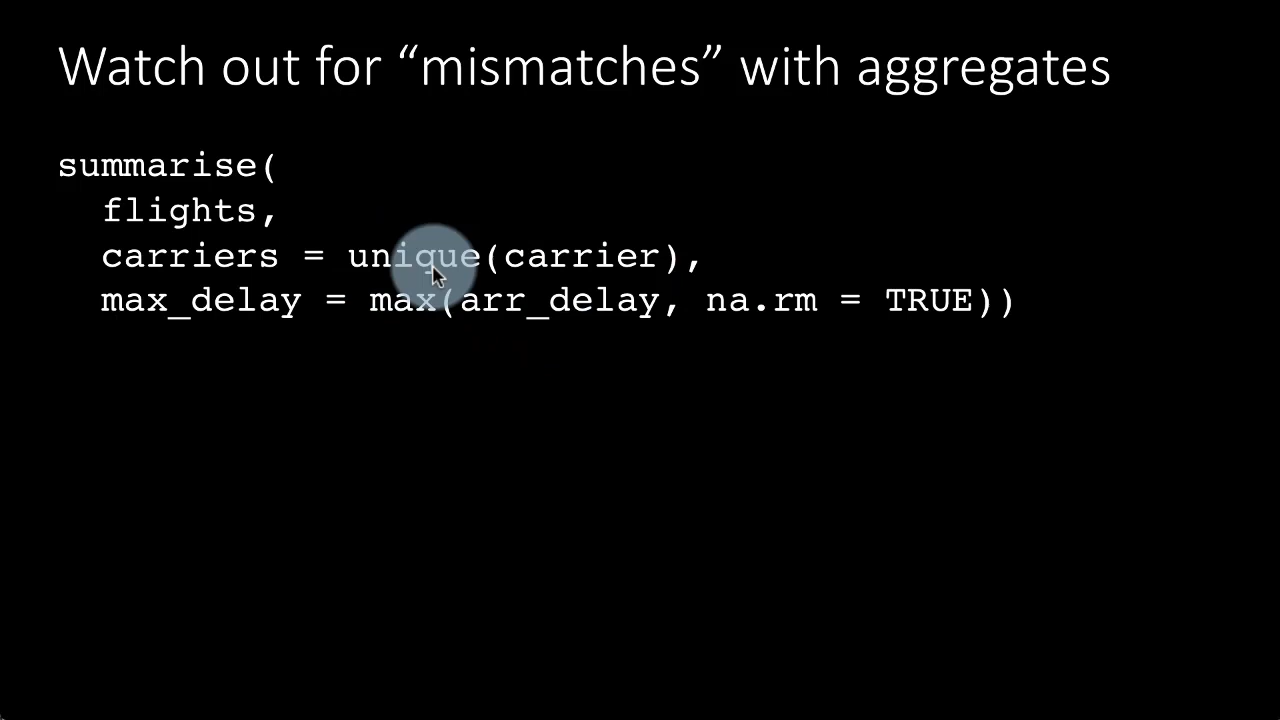 Watch out for “mismatches” with aggregates
summarise(
  flights,
  carriers = unique(carrier),
  max_delay = max(arr_delay, na.rm = TRUE))